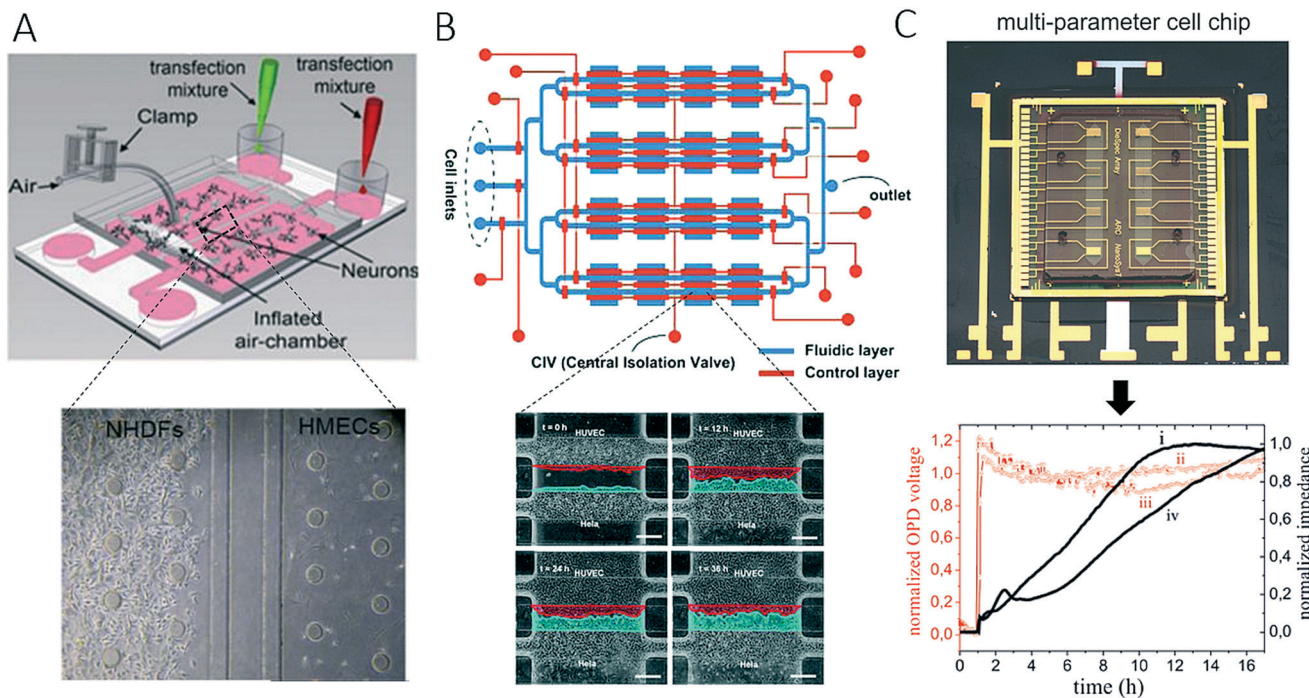 A
transfection
mixture
transfection
mixture
Clamp
Air
Neurons
Inflated
air-chamber
NHDFs
HMECs
B
Cell inlets
outlet
CIV (Central Isolation Valve)
Fluidic layer
Control layer
t = 0 h
HUVEC
Hela
t = 12 h
HUVEC
Hela
t = 24 h
HUVEC
Hela
t = 36 h
HUVEC
Hela
C
multi-parameter cell chip
DielSpec Array
ARC Nanosyst
normalized OPD voltage
1,2
1,0
0,8
0,6
0,4
0,2
0,0
i
ii
iii
iv
1,0
0,8
0,6
0,4
0,2
0,0
normalized impedance
0
2
4
6
8
10
12
14
16
time (h)